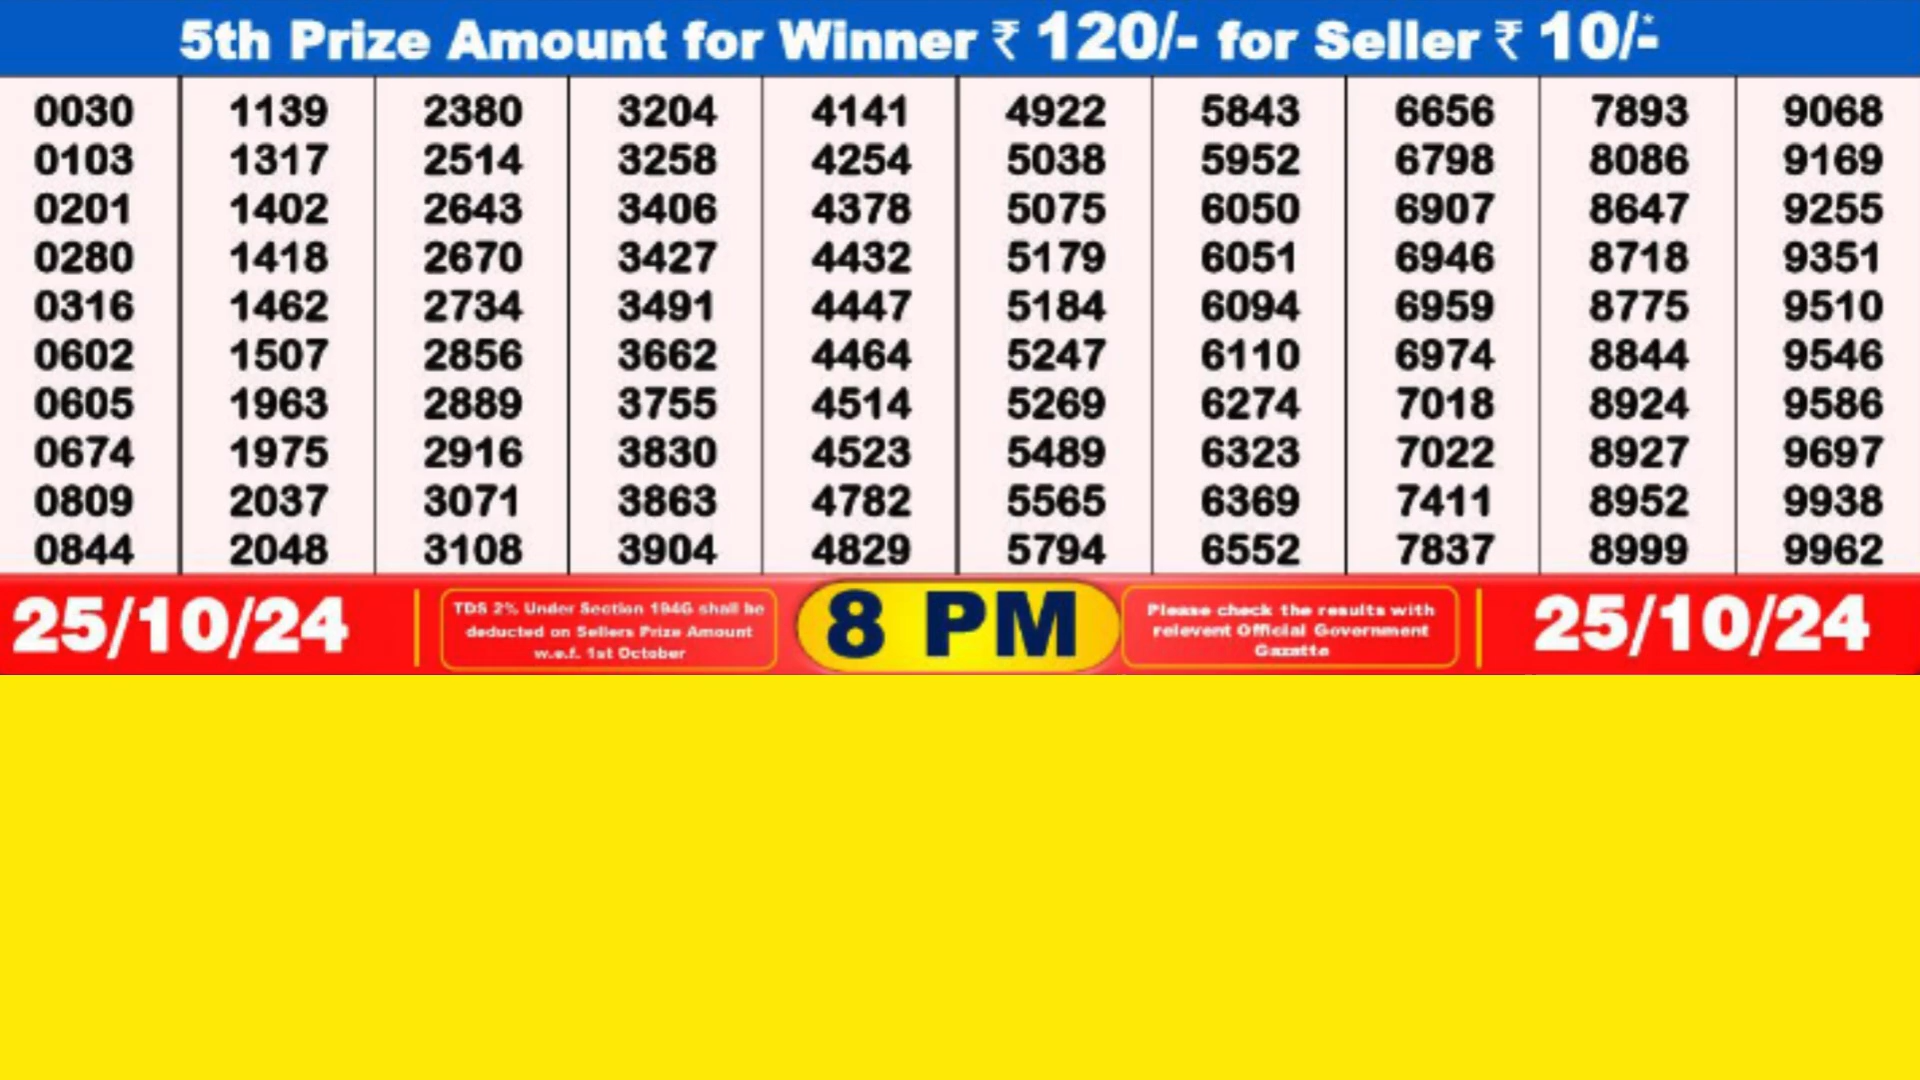 5th Prize Amount for Winner ₹ 120/- for Seller ₹ 10/-*
0030 1139 2380 3204 4141 4922 5843 6656 7893 9068
0103 1317 2514 3258 4254 5038 5952 6798 8086 9169
0201 1402 2643 3406 4378 5075 6050 6907 8647 9255
0280 1418 2670 3427 4432 5179 6051 6946 8718 9351
0316 1462 2734 3491 4447 5184 6094 6959 8775 9510
0602 1507 2856 3662 4464 5247 6110 6974 8844 9546
0605 1963 2889 3755 4514 5269 6274 7018 8924 9586
0674 1975 2916 3830 4523 5489 6323 7022 8927 9697
0809 2037 3071 3863 4782 5565 6369 7411 8952 9938
0844 2048 3108 3904 4829 5794 6552 7837 8999 9962
25/10/24
TDS 2% Under Section 194G shall be
deducted on Sellers Prize Amount
w.e.f. 1st October
8 PM
Please check the results with
relevent Official Government
Gazatte
25/10/24